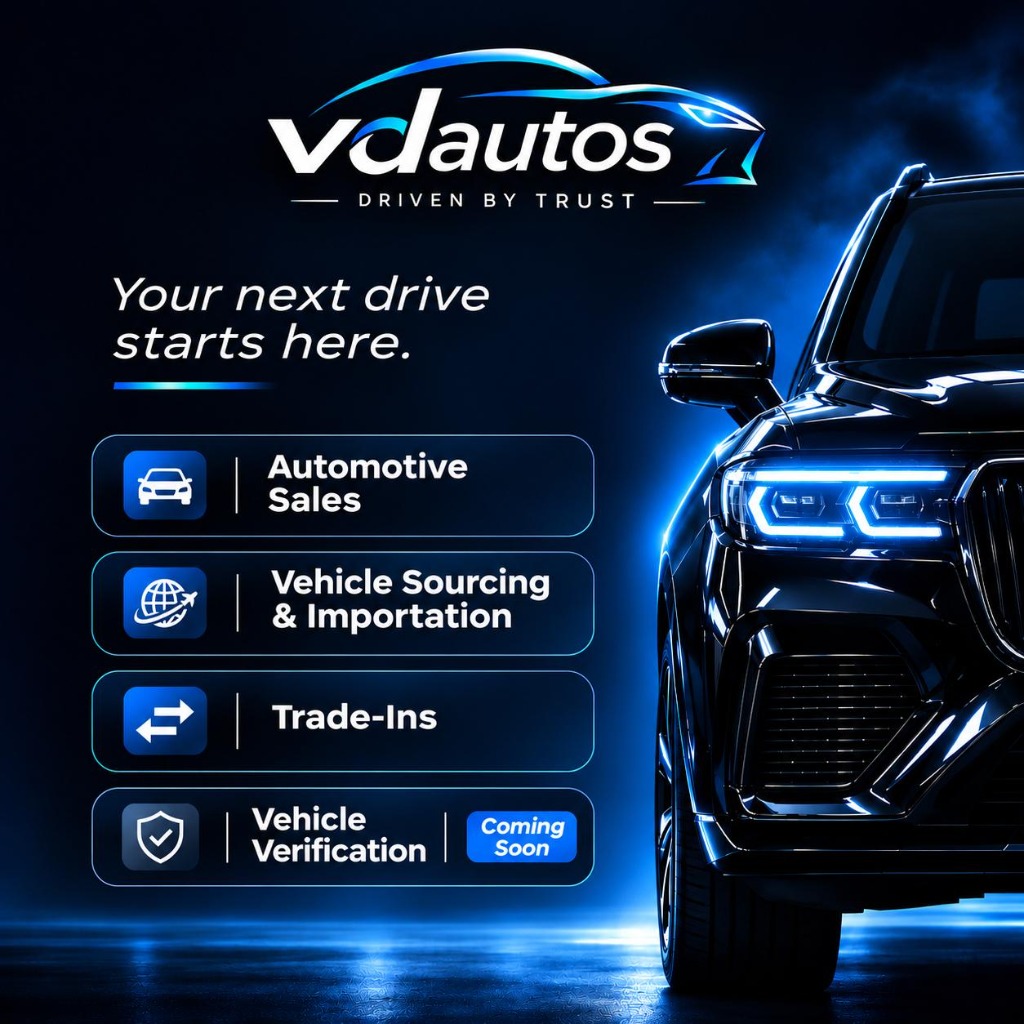 vdautos
DRIVEN BY TRUST
Your next drive
starts here.
Automotive
Sales
Vehicle Sourcing
& Importation
Trade-Ins
Vehicle
Verification
Coming
Soon